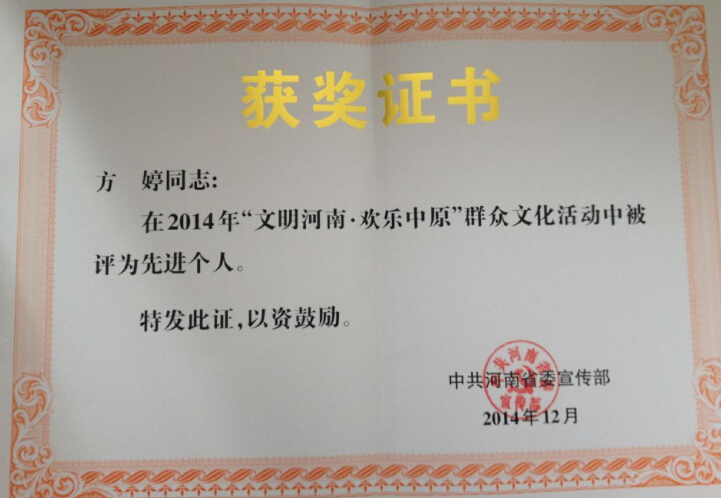 获奖证书
方 婷同志:
在2014年“文明河南·欢乐中原”群众文化活动中被
评为先进个人。
特发此证,以资鼓励。
中共河南省委宣传部
2014年12月